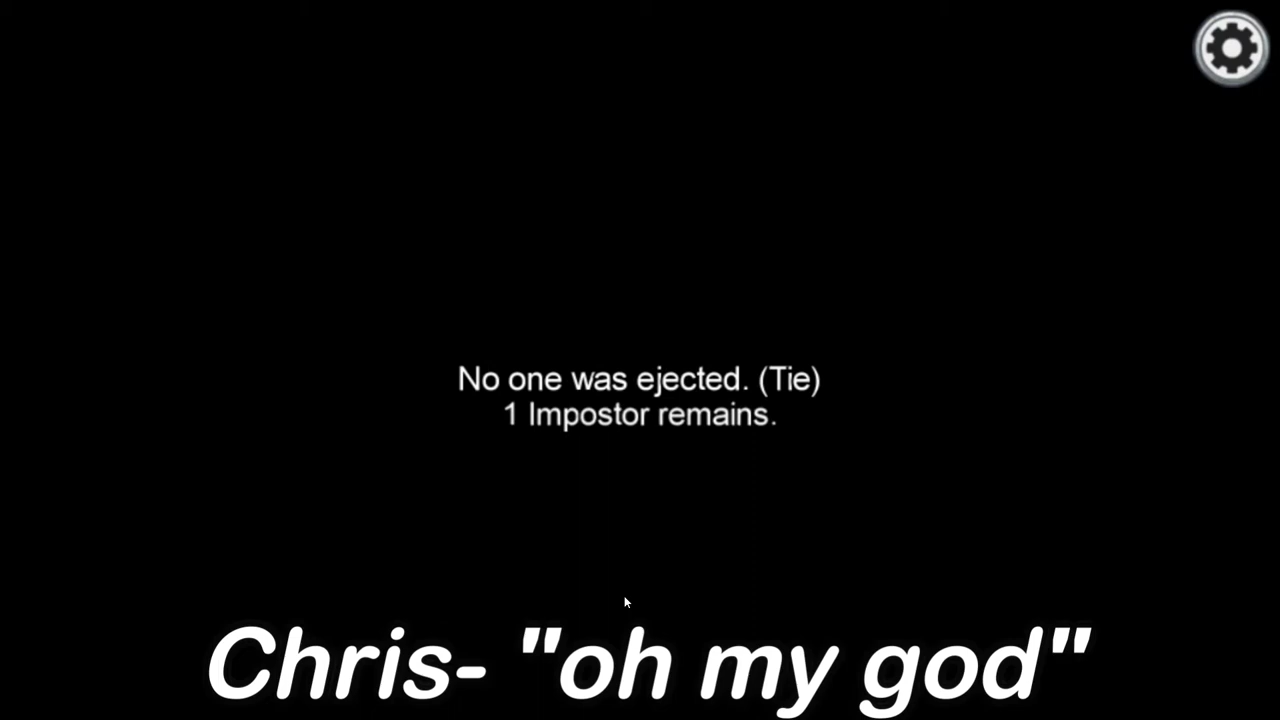 No one was ejected. (Tie)
1 Impostor remains.
Chris- "oh my god"